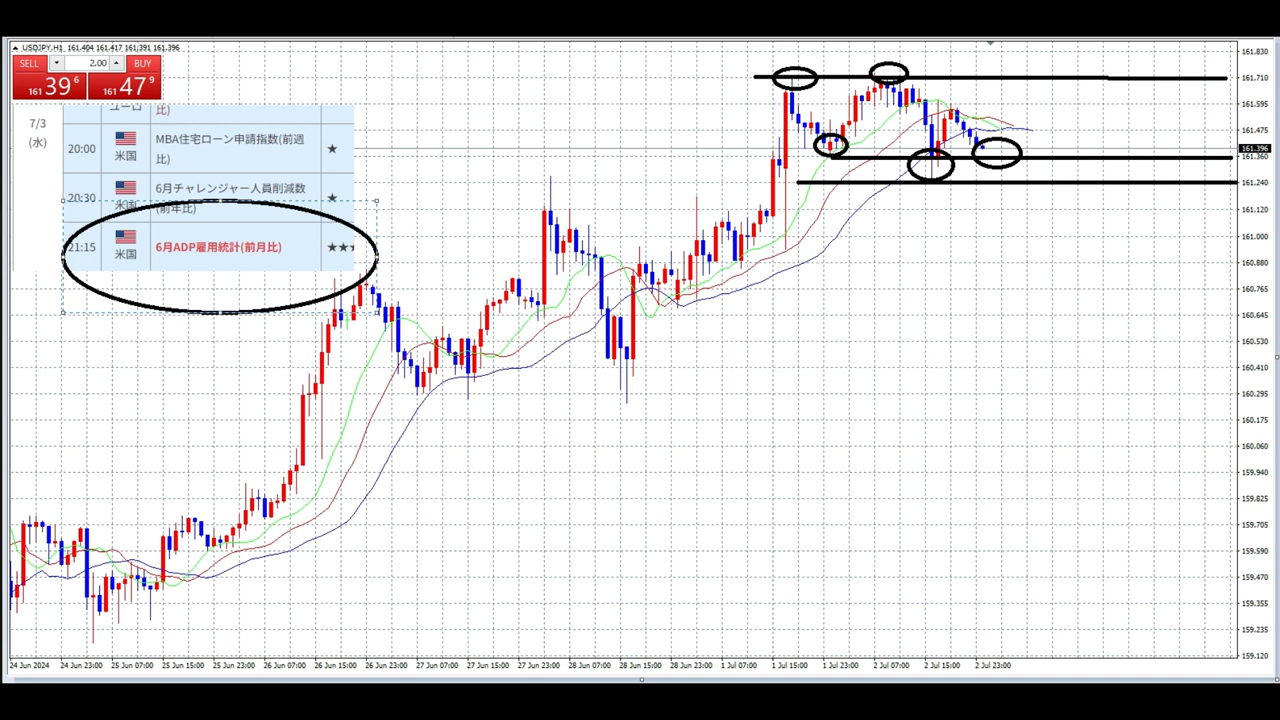 USDJPY,H1 161.404 161.417 161.391 161.396
SELL 2.00 BUY
161 39 6 161 47 9
ユーロ 比)
7/3
(水)
20:00 米国 MBA住宅ローン申請指数(前週
比) ★
20:30 米国 6月チャレンジャー人員削減数
(前年比) ★
21:15 米国 6月ADP雇用統計(前月比) ★★
161.830
161.710
161.595
161.475
161.396
161.360
161.240
161.120
161.000
160.880
160.765
160.645
160.530
160.410
160.295
160.175
160.060
159.940
159.825
159.705
159.590
159.470
159.355
159.235
159.120
24 Jun 2024 24 Jun 23:00 25 Jun 07:00 25 Jun 15:00 25 Jun 23:00 26 Jun 07:00 26 Jun 15:00 26 Jun 23:00 27 Jun 07:00 27 Jun 15:00 27 Jun 23:00 28 Jun 07:00 28 Jun 15:00 28 Jun 23:00 1 Jul 07:00 1 Jul 15:00 1 Jul 23:00 2 Jul 07:00 2 Jul 15:00 2 Jul 23:00